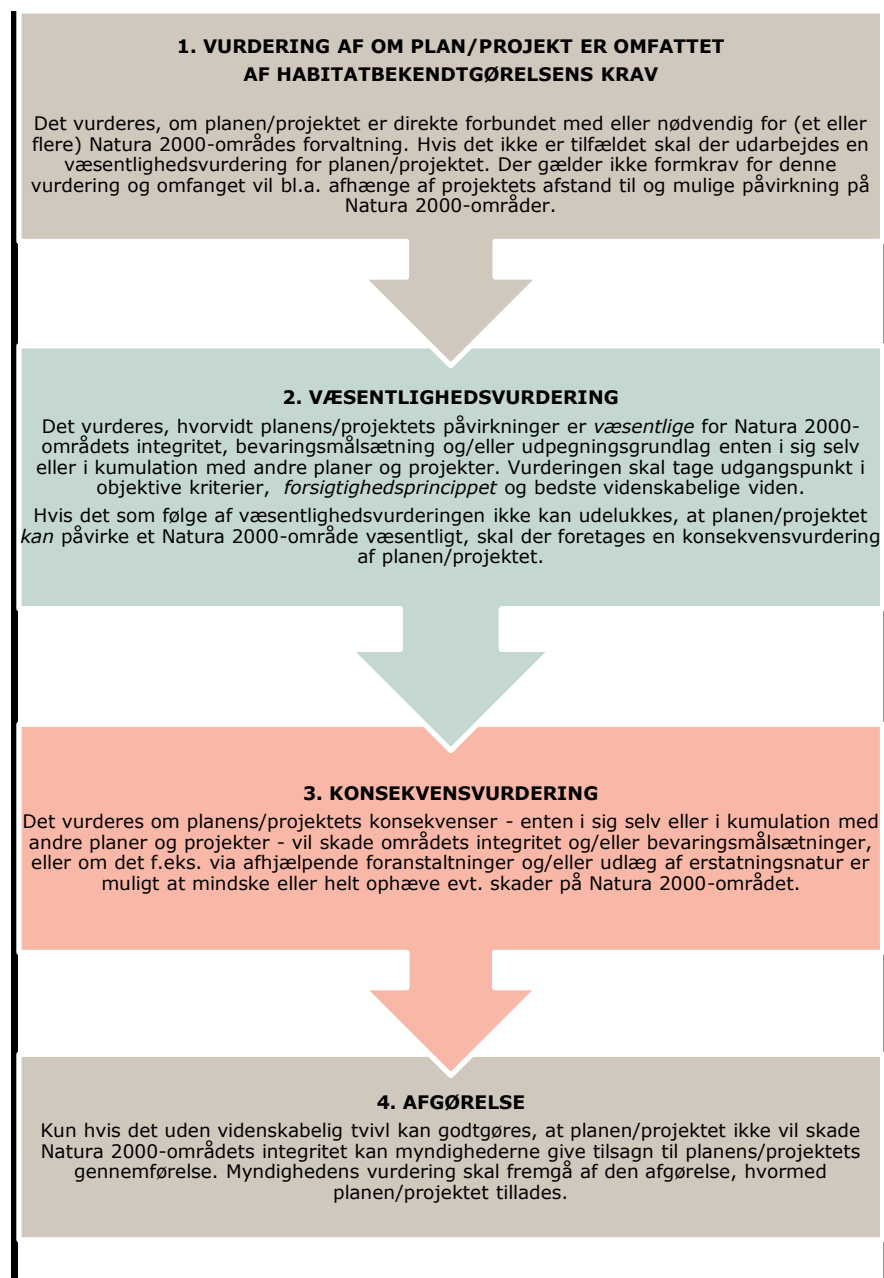 1. VURDERING AF OM PLAN/PROJEKT ER OMFATTET
AF HABITATBEKENDTGØRELSENS KRAV
Det vurderes, om planen/projektet er direkte forbundet med eller nødvendig for (et eller
flere) Natura 2000-områdes forvaltning. Hvis det ikke er tilfældet skal der udarbejdes en
væsentlighedsvurdering for planen/projektet. Der gælder ikke formkrav for denne
vurdering og omfanget vil bl.a. afhænge af projektets afstand til og mulige påvirkning på
Natura 2000-områder.
2. VÆSENTLIGHEDSVURDERING
Det vurderes, hvorvidt planens/projektets påvirkninger er væsentlige for Natura 2000-
områdets integritet, bevaringsmålsætning og/eller udpegningsgrundlag enten i sig selv
eller i kumulation med andre planer og projekter. Vurderingen skal tage udgangspunkt i
objektive kriterier, forsigtighedsprincippet og bedste videnskabelige viden.
Hvis det som følge af væsentlighedsvurderingen ikke kan udelukkes, at planen/projektet
kan påvirke et Natura 2000-område væsentligt, skal der foretages en konsekvensvurdering
af planen/projektet.
3. KONSEKVENSVURDERING
Det vurderes om planens/projektets konsekvenser - enten i sig selv eller i kumulation med
andre planer og projekter - vil skade områdets integritet og/eller bevaringsmålsætninger,
eller om det f.eks. via afhjælpende foranstaltninger og/eller udlæg af erstatningsnatur er
muligt at mindske eller helt ophæve evt. skader på Natura 2000-området.
4. AFGØRELSE
Kun hvis det uden videnskabelig tvivl kan godtgøres, at planen/projektet ikke vil skade
Natura 2000-områdets integritet kan myndighederne give tilsagn til planens/projektets
gennemførelse. Myndighedens vurdering skal fremgå af den afgørelse, hvormed
planen/projektet tillades.